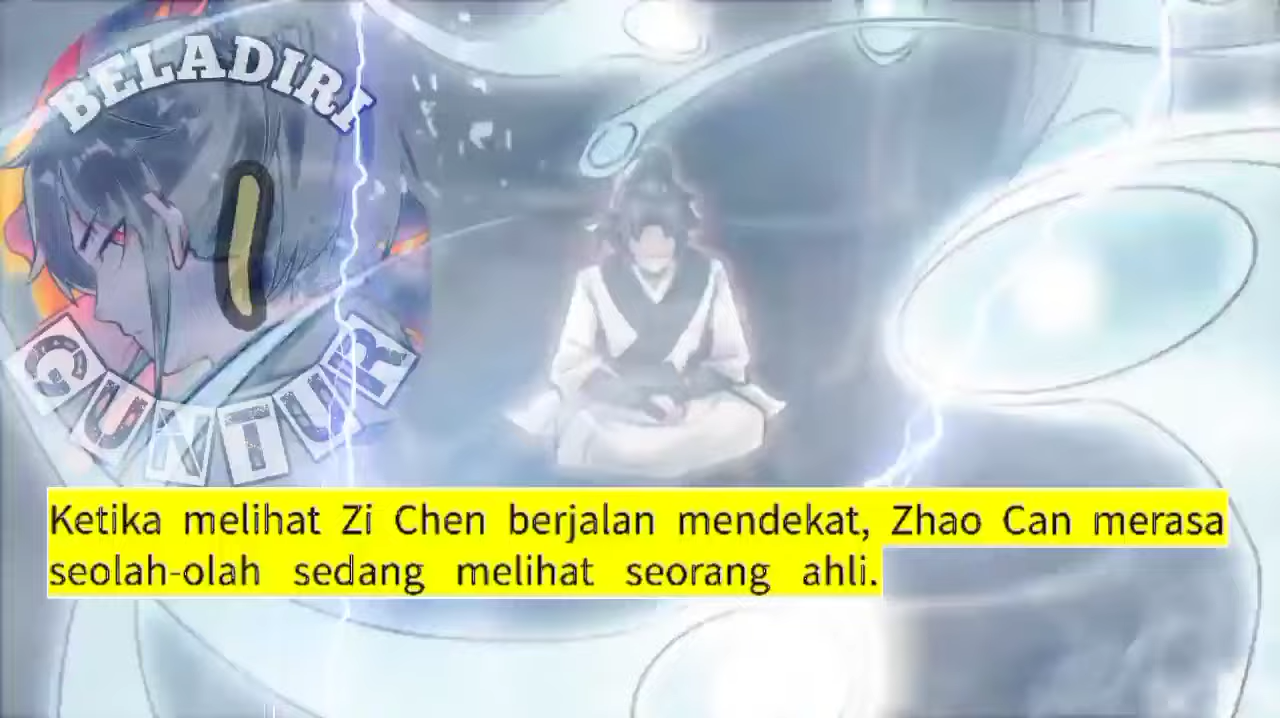 BELADIRI
GUNTUR
Ketika melihat Zi Chen berjalan mendekat, Zhao Can merasa
seolah-olah sedang melihat seorang ahli.